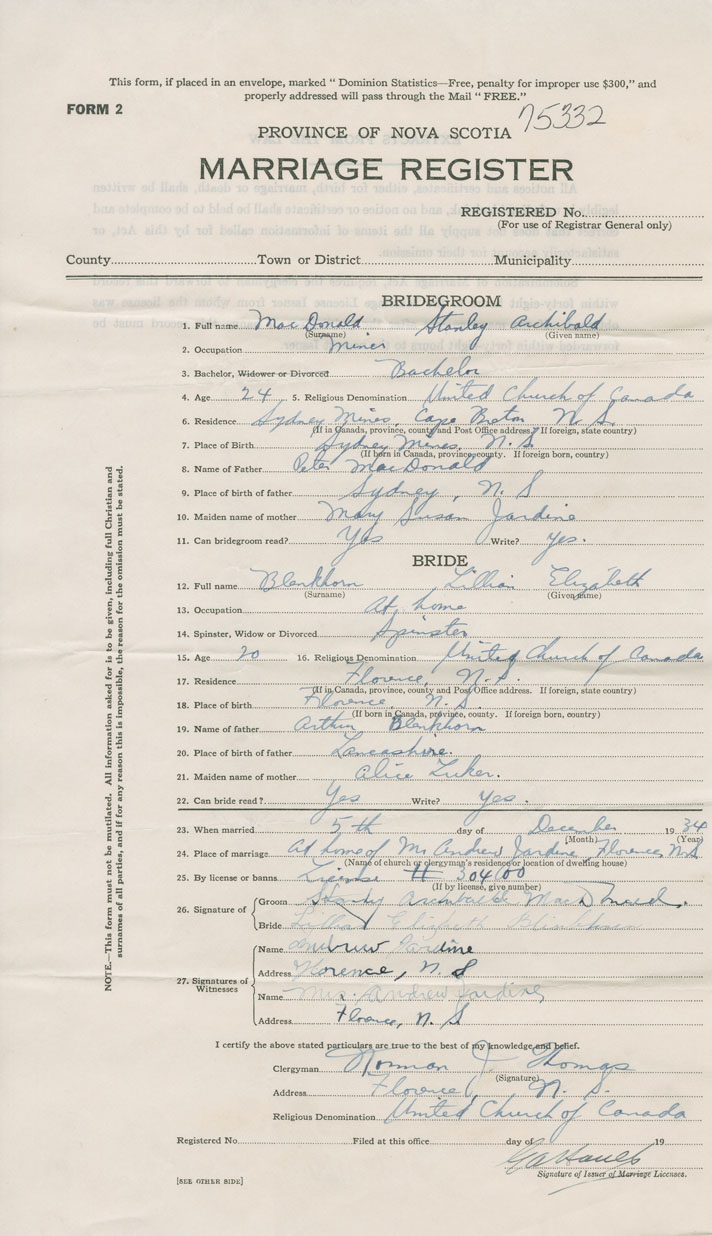 This form, if placed in an envelope, marked " Dominion Statistics—Free, penalty for improper use $300," and
properly addressed will pass through the Mail " FREE."
FORM 2
75332
PROVINCE OF NOVA SCOTIA
MARRIAGE REGISTER
REGISTERED No.
(For use of Registrar General only)
County Town or District Municipality
BRIDEGROOM
1. Full name MacDonald Stanley Archibald
(Surname) (Given name)
2. Occupation Miner
3. Bachelor, Widower or Divorced Bachelor
4. Age 24 5. Religious Denomination United Church of Canada
6. Residence Sydney Mines, Cape Breton N.S.
(If in Canada, province, county and Post Office address. If foreign, state country)
7. Place of Birth Sydney Mines, N.S
(If born in Canada, province, county. If foreign born, country)
8. Name of Father Peter MacDonald
9. Place of birth of father Sydney, N.S
10. Maiden name of mother Mary Susan Jardine
11. Can bridegroom read? Yes Write? Yes.
BRIDE
12. Full name Blenkhorn Lillian Elizabeth
(Surname) (Given name)
13. Occupation At home
14. Spinster, Widow or Divorced Spinster
15. Age 20 16. Religious Denomination United Church of Canada
17. Residence Florence, N.S.
(If in Canada, province, county and Post Office address. If foreign, state country)
18. Place of birth Florence N.S.
(If born in Canada, province, county. If foreign born, country)
19. Name of father Arthur Blenkhorn
20. Place of birth of father Lancashire.
21. Maiden name of mother Alice Tuker.
22. Can bride read? Yes Write? Yes.
23. When married 5th day of December 1934
(Month) (Year)
24. Place of marriage At home of Mr Andrew Jardine, Florence, N.S
(Name of church or clergyman's residence or location of dwelling house)
25. By license or banns License #
(If by license, give number)
26. Signature of Groom Stanley Archibald MacDonald.
Bride Lillian Elizabeth Blenkhorn
27. Signatures of Witnesses
Name Andrew Jardine
Address Florence, N.S
Name Mrs. Andrew Jardine
Address Florence, N.S
I certify the above stated particulars are true to the best of my knowledge and belief.
Clergyman Norman J. Thomas
(Signature)
Address Florence, N.S.
Religious Denomination United Church of Canada
Registered No. Filed at this office day of 19
Signature of Issuer of Marriage Licenses.
[SEE OTHER SIDE]
NOTE.—This form must not be mutilated. All information asked for is to be given, including full Christian and
surnames of all parties, and if for any reason this is impossible, the reason for the omission must be stated.